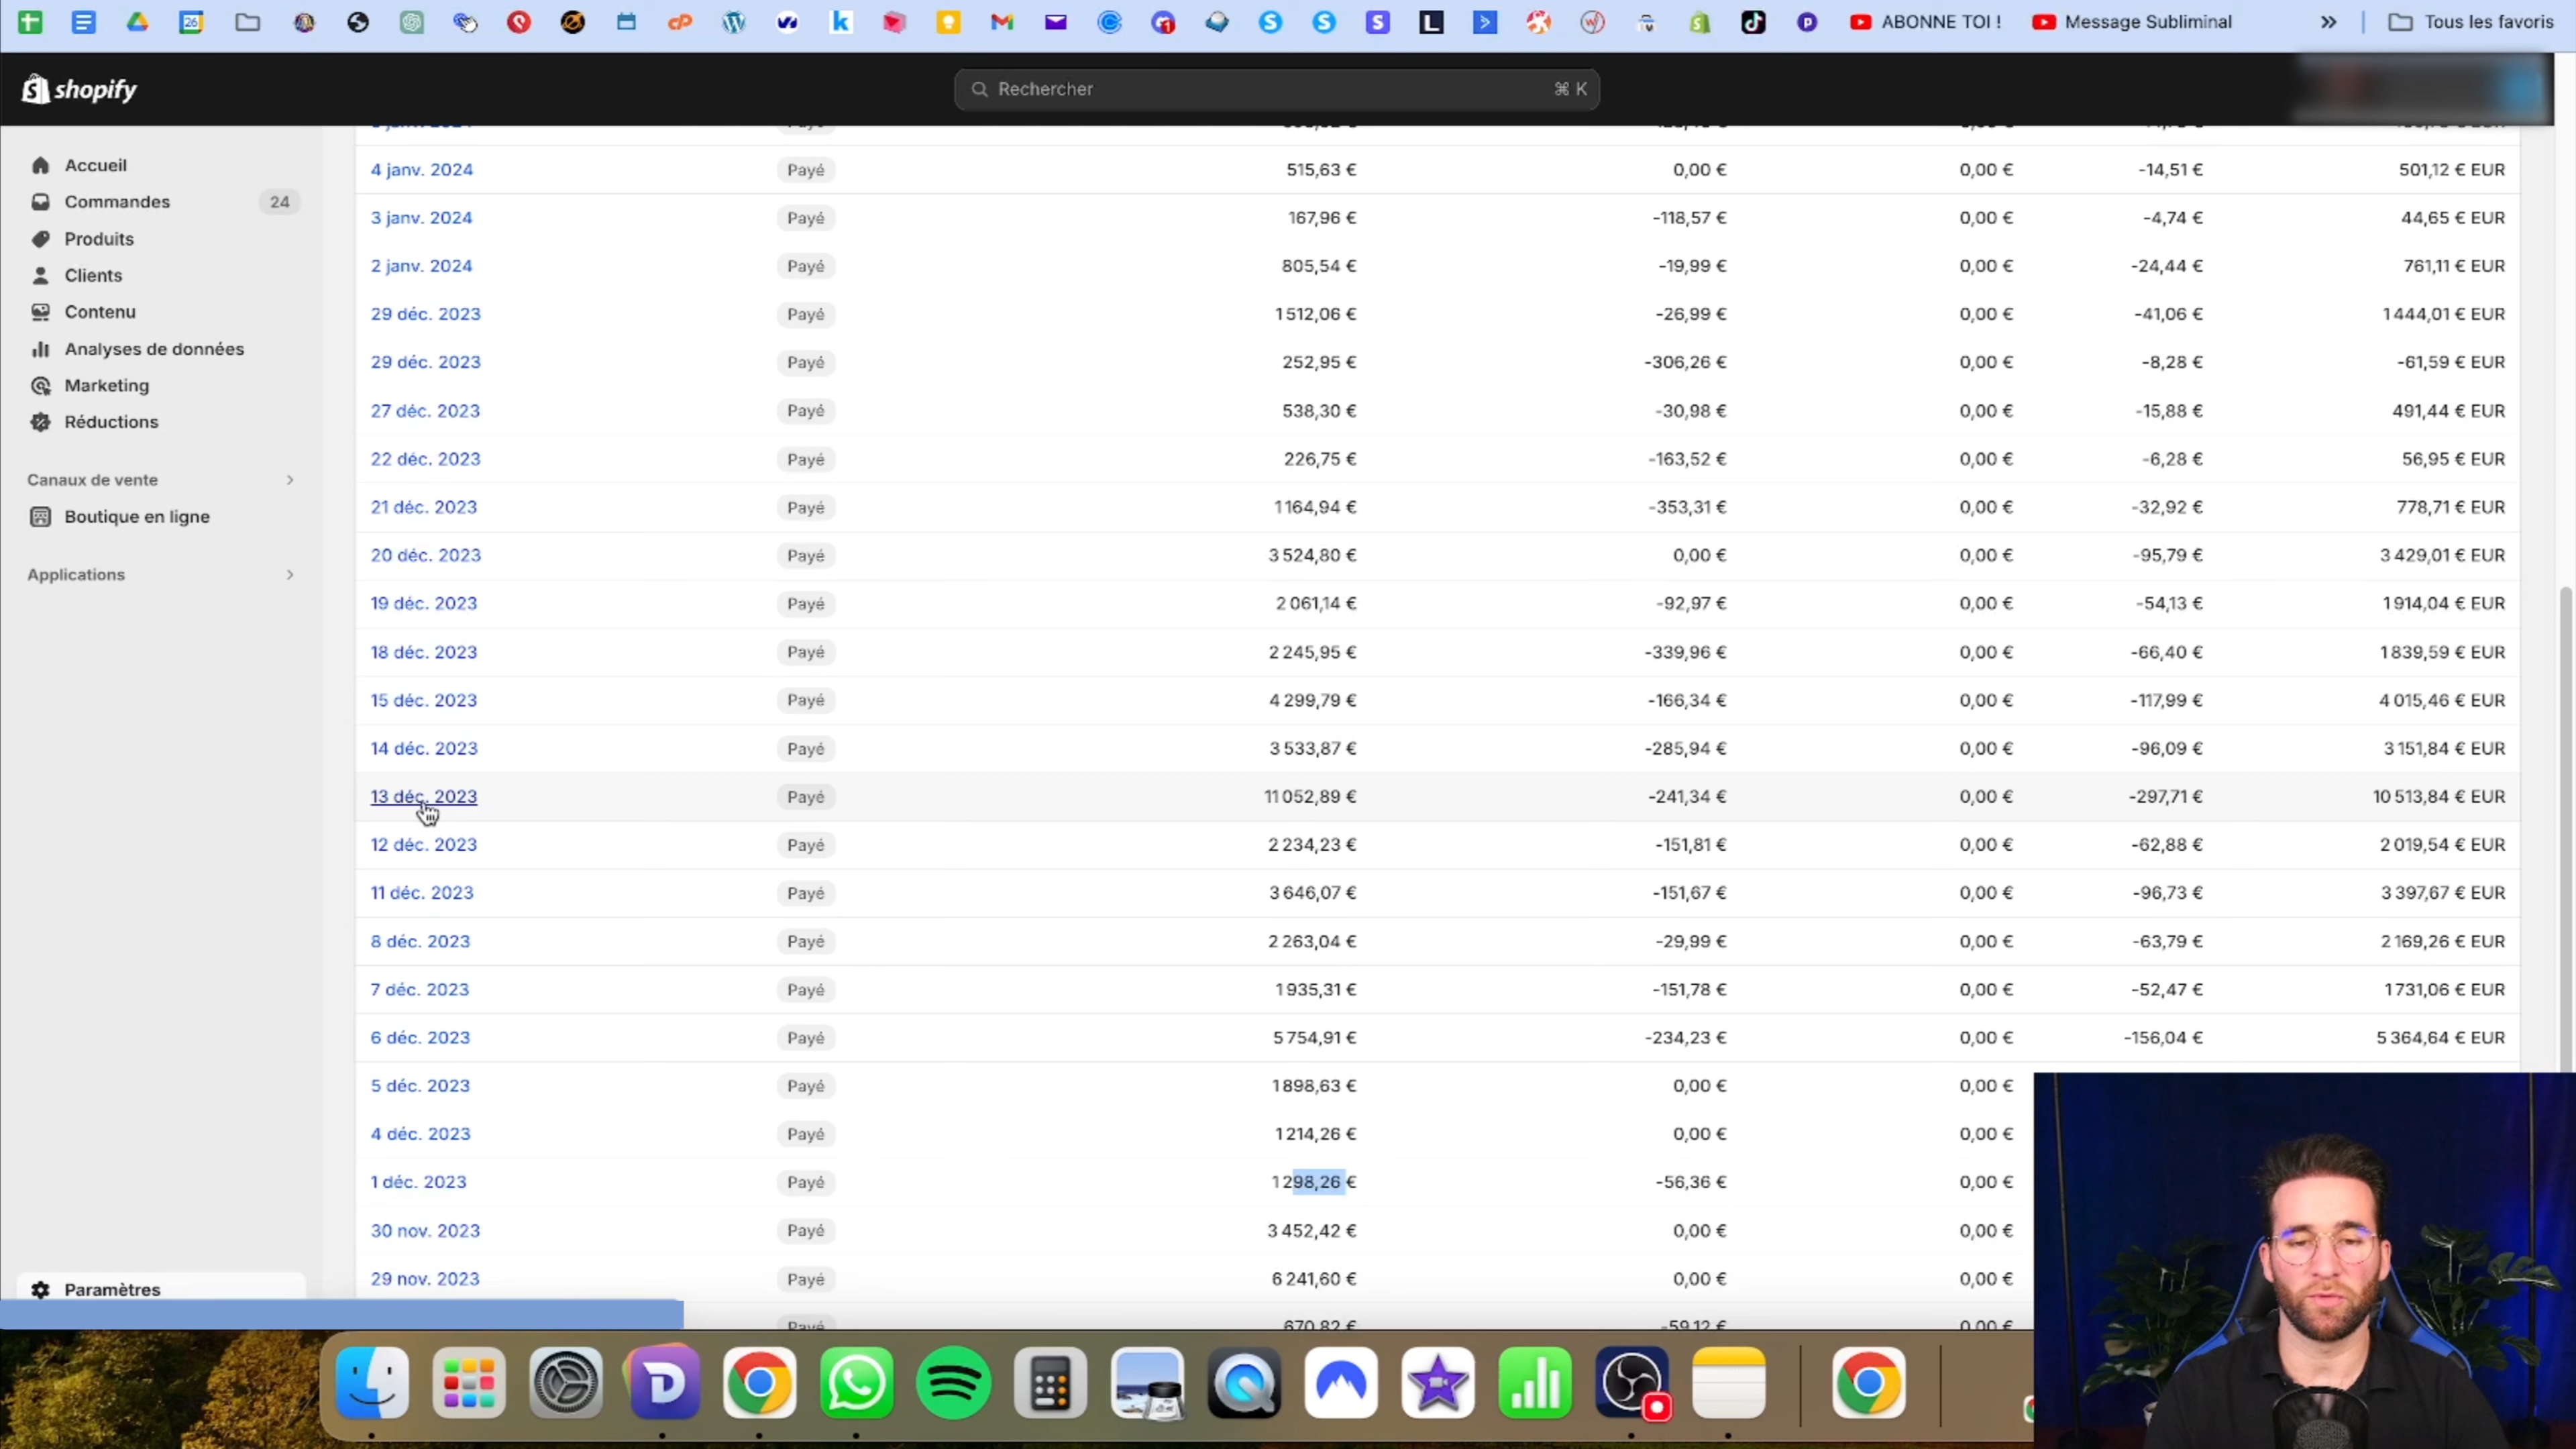 ABONNE TOI ! Message Subliminal » Tous les favoris
shopify Rechercher ⌘ K
Accueil
Commandes 24
Produits
Clients
Contenu
Analyses de données
Marketing
Réductions
Canaux de vente
Boutique en ligne
Applications
Paramètres
4 janv. 2024 Payé 515,63 € 0,00 € 0,00 € -14,51 € 501,12 € EUR
3 janv. 2024 Payé 167,96 € -118,57 € 0,00 € -4,74 € 44,65 € EUR
2 janv. 2024 Payé 805,54 € -19,99 € 0,00 € -24,44 € 761,11 € EUR
29 déc. 2023 Payé 1 512,06 € -26,99 € 0,00 € -41,06 € 1 444,01 € EUR
29 déc. 2023 Payé 252,95 € -306,26 € 0,00 € -8,28 € -61,59 € EUR
27 déc. 2023 Payé 538,30 € -30,98 € 0,00 € -15,88 € 491,44 € EUR
22 déc. 2023 Payé 226,75 € -163,52 € 0,00 € -6,28 € 56,95 € EUR
21 déc. 2023 Payé 1 164,94 € -353,31 € 0,00 € -32,92 € 778,71 € EUR
20 déc. 2023 Payé 3 524,80 € 0,00 € 0,00 € -95,79 € 3 429,01 € EUR
19 déc. 2023 Payé 2 061,14 € -92,97 € 0,00 € -54,13 € 1 914,04 € EUR
18 déc. 2023 Payé 2 245,95 € -339,96 € 0,00 € -66,40 € 1 839,59 € EUR
15 déc. 2023 Payé 4 299,79 € -166,34 € 0,00 € -117,99 € 4 015,46 € EUR
14 déc. 2023 Payé 3 533,87 € -285,94 € 0,00 € -96,09 € 3 151,84 € EUR
13 déc. 2023 Payé 11 052,89 € -241,34 € 0,00 € -297,71 € 10 513,84 € EUR
12 déc. 2023 Payé 2 234,23 € -151,81 € 0,00 € -62,88 € 2 019,54 € EUR
11 déc. 2023 Payé 3 646,07 € -151,67 € 0,00 € -96,73 € 3 397,67 € EUR
8 déc. 2023 Payé 2 263,04 € -29,99 € 0,00 € -63,79 € 2 169,26 € EUR
7 déc. 2023 Payé 1 935,31 € -151,78 € 0,00 € -52,47 € 1 731,06 € EUR
6 déc. 2023 Payé 5 754,91 € -234,23 € 0,00 € -156,04 € 5 364,64 € EUR
5 déc. 2023 Payé 1 898,63 € 0,00 € 0,00 €
4 déc. 2023 Payé 1 214,26 € 0,00 € 0,00 €
1 déc. 2023 Payé 1 298,26 € -56,36 € 0,00 €
30 nov. 2023 Payé 3 452,42 € 0,00 € 0,00 €
29 nov. 2023 Payé 6 241,60 € 0,00 € 0,00 €
Payé 670,82 € -59,12 € 0,00 €